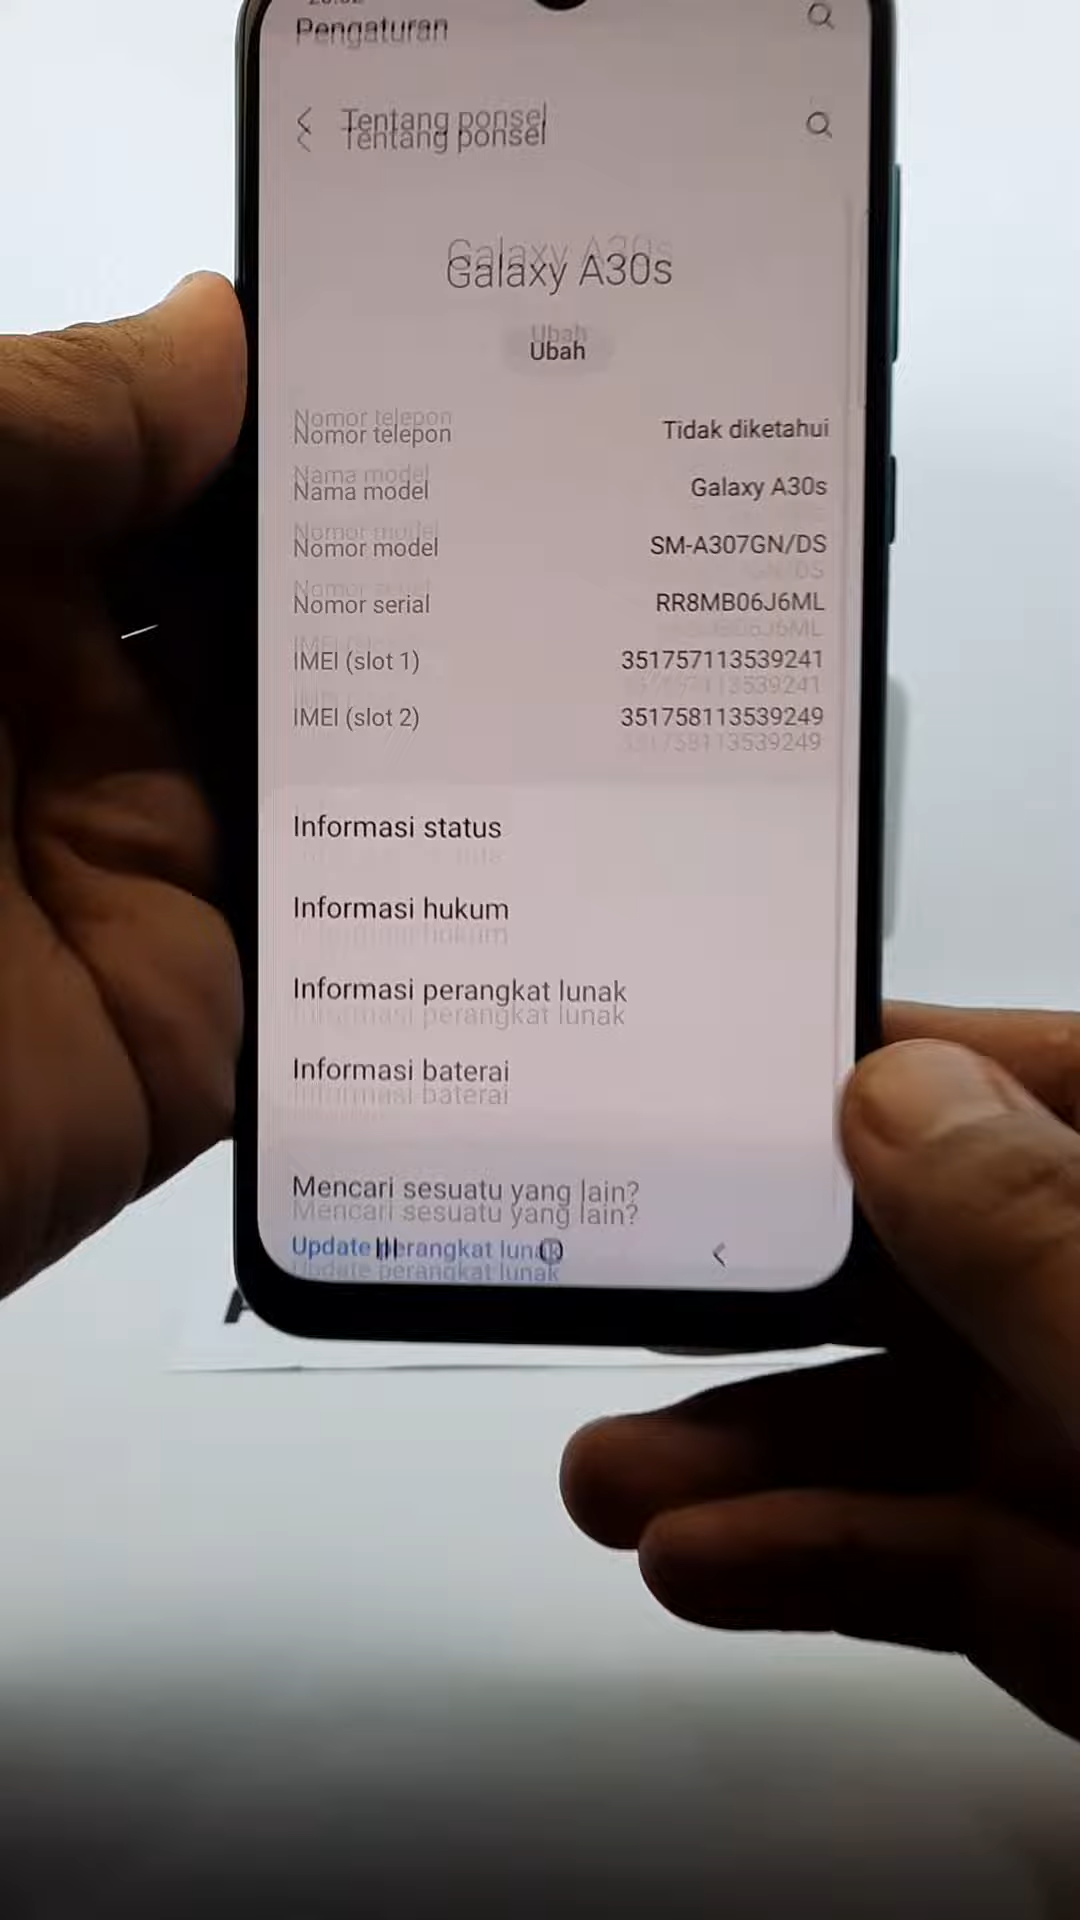 Pengaturan
Tentang ponsel
Galaxy A30s
Ubah
Nomor telepon Tidak diketahui
Nama model Galaxy A30s
Nomor model SM-A307GN/DS
Nomor serial RR8MB06J6ML
IMEI (slot 1) 351757113539241
IMEI (slot 2) 351758113539249
Informasi status
Informasi hukum
Informasi perangkat lunak
Informasi baterai
Mencari sesuatu yang lain?
Update perangkat lunak
A